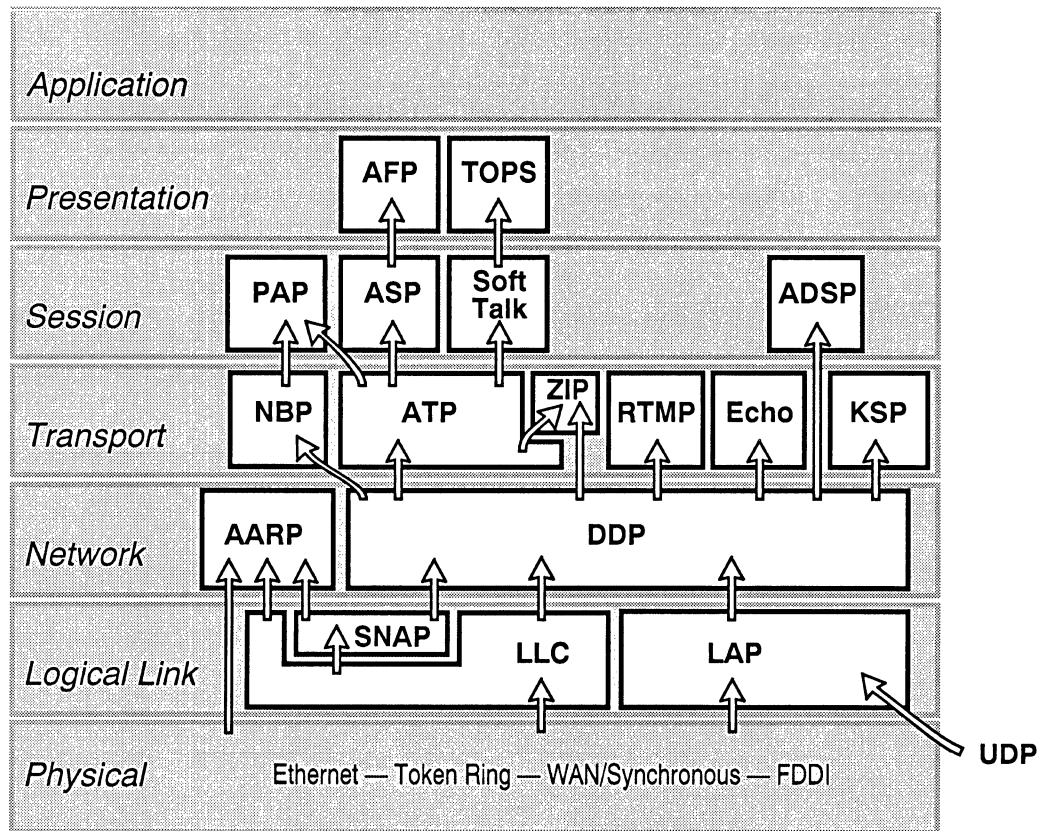 Application
Presentation
AFP
TOPS
Session
PAP
ASP
Soft
Talk
ADSP
Transport
NBP
ATP
ZIP
RTMP
Echo
KSP
Network
AARP
DDP
Logical Link
SNAP
LLC
LAP
UDP
Physical
Ethernet — Token Ring — WAN/Synchronous — FDDI